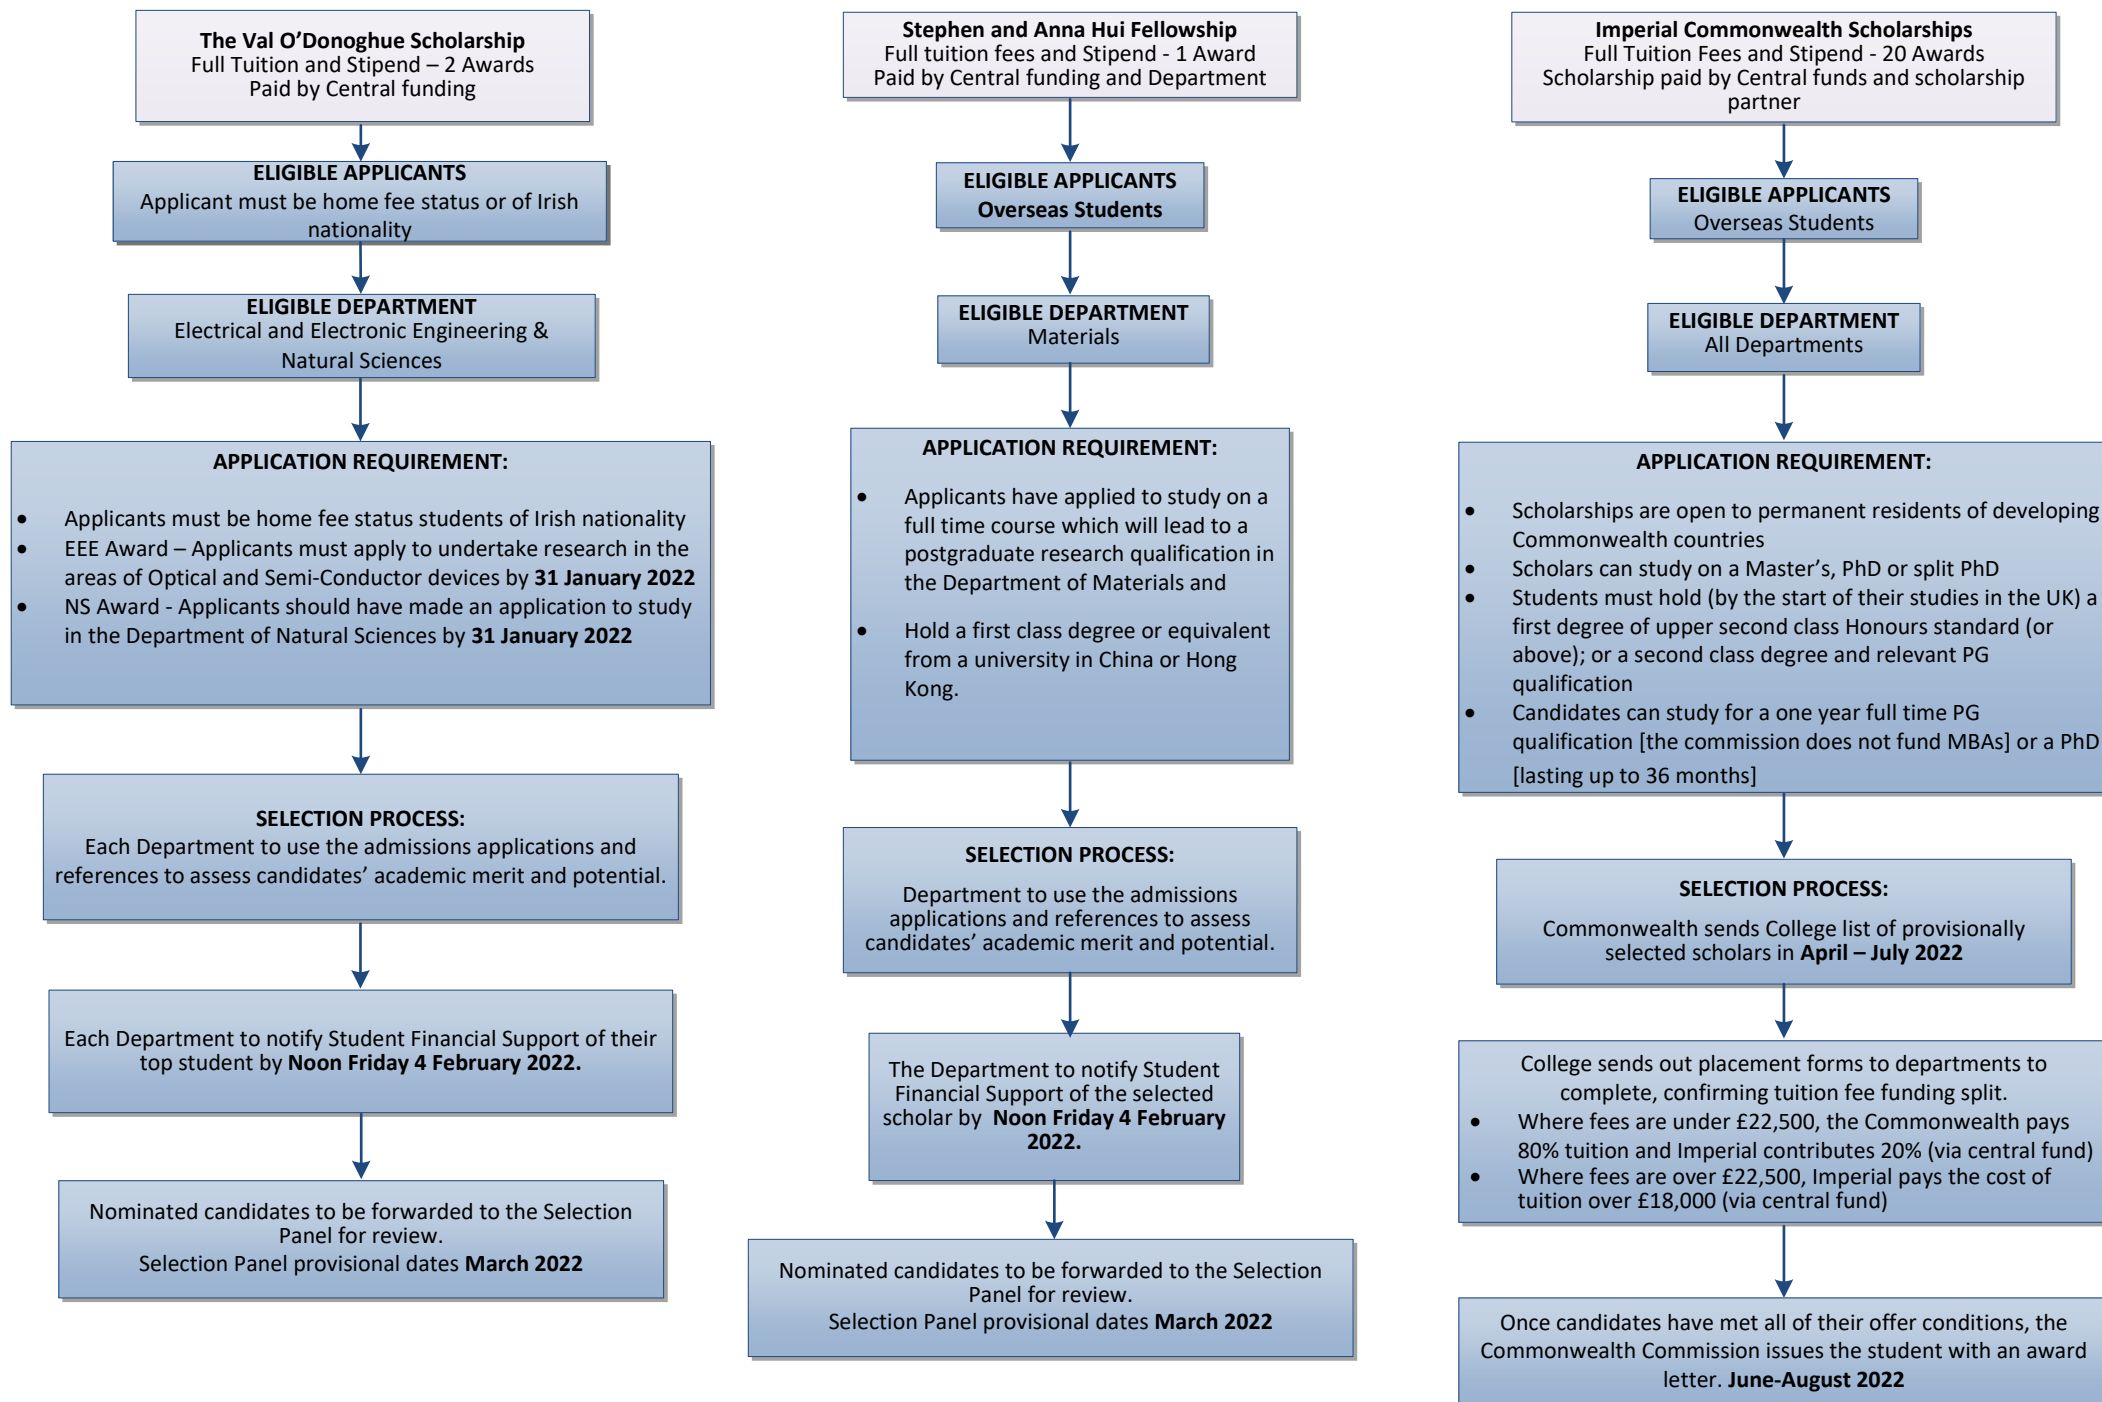 The Val O’Donoghue Scholarship
Full Tuition and Stipend – 2 Awards
Paid by Central funding
ELIGIBLE APPLICANTS
Applicant must be home fee status or of Irish
nationality
ELIGIBLE DEPARTMENT
Electrical and Electronic Engineering &
Natural Sciences
APPLICATION REQUIREMENT:
• Applicants must be home fee status students of Irish nationality
• EEE Award – Applicants must apply to undertake research in the
areas of Optical and Semi-Conductor devices by 31 January 2022
• NS Award - Applicants should have made an application to study
in the Department of Natural Sciences by 31 January 2022
SELECTION PROCESS:
Each Department to use the admissions applications and
references to assess candidates’ academic merit and potential.
Each Department to notify Student Financial Support of their
top student by Noon Friday 4 February 2022.
Nominated candidates to be forwarded to the Selection
Panel for review.
Selection Panel provisional dates March 2022
Stephen and Anna Hui Fellowship
Full tuition fees and Stipend - 1 Award
Paid by Central funding and Department
ELIGIBLE APPLICANTS
Overseas Students
ELIGIBLE DEPARTMENT
Materials
APPLICATION REQUIREMENT:
• Applicants have applied to study on a
full time course which will lead to a
postgraduate research qualification in
the Department of Materials and
• Hold a first class degree or equivalent
from a university in China or Hong
Kong.
SELECTION PROCESS:
Department to use the admissions
applications and references to assess
candidates’ academic merit and potential.
The Department to notify Student
Financial Support of the selected
scholar by Noon Friday 4 February
2022.
Nominated candidates to be forwarded to the Selection
Panel for review.
Selection Panel provisional dates March 2022
Imperial Commonwealth Scholarships
Full Tuition Fees and Stipend - 20 Awards
Scholarship paid by Central funds and scholarship
partner
ELIGIBLE APPLICANTS
Overseas Students
ELIGIBLE DEPARTMENT
All Departments
APPLICATION REQUIREMENT:
• Scholarships are open to permanent residents of developing
Commonwealth countries
• Scholars can study on a Master’s, PhD or split PhD
• Students must hold (by the start of their studies in the UK) a
first degree of upper second class Honours standard (or
above); or a second class degree and relevant PG
qualification
• Candidates can study for a one year full time PG
qualification [the commission does not fund MBAs] or a PhD
[lasting up to 36 months]
SELECTION PROCESS:
Commonwealth sends College list of provisionally
selected scholars in April – July 2022
College sends out placement forms to departments to
complete, confirming tuition fee funding split.
• Where fees are under £22,500, the Commonwealth pays
80% tuition and Imperial contributes 20% (via central fund)
• Where fees are over £22,500, Imperial pays the cost of
tuition over £18,000 (via central fund)
Once candidates have met all of their offer conditions, the
Commonwealth Commission issues the student with an award
letter. June-August 2022